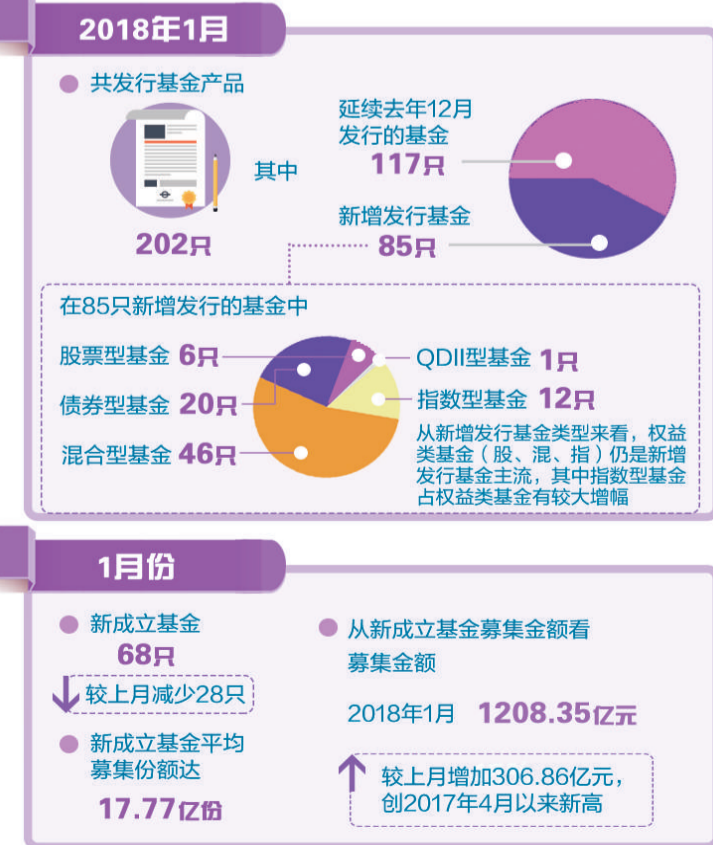 2018年1月
共发行基金产品
202只
其中
延续去年12月
发行的基金
117只
新增发行基金
85只
在85只新增发行的基金中
股票型基金 6只
债券型基金 20只
混合型基金 46只
QDII型基金 1只
指数型基金 12只
从新增发行基金类型来看，权益
类基金（股、混、指）仍是新增
发行基金主流，其中指数型基金
占权益类基金有较大增幅
1月份
新成立基金
68只
较上月减少28只
新成立基金平均
募集份额达
17.77亿份
从新成立基金募集金额看
募集金额
2018年1月 1208.35亿元
较上月增加306.86亿元，
创2017年4月以来新高